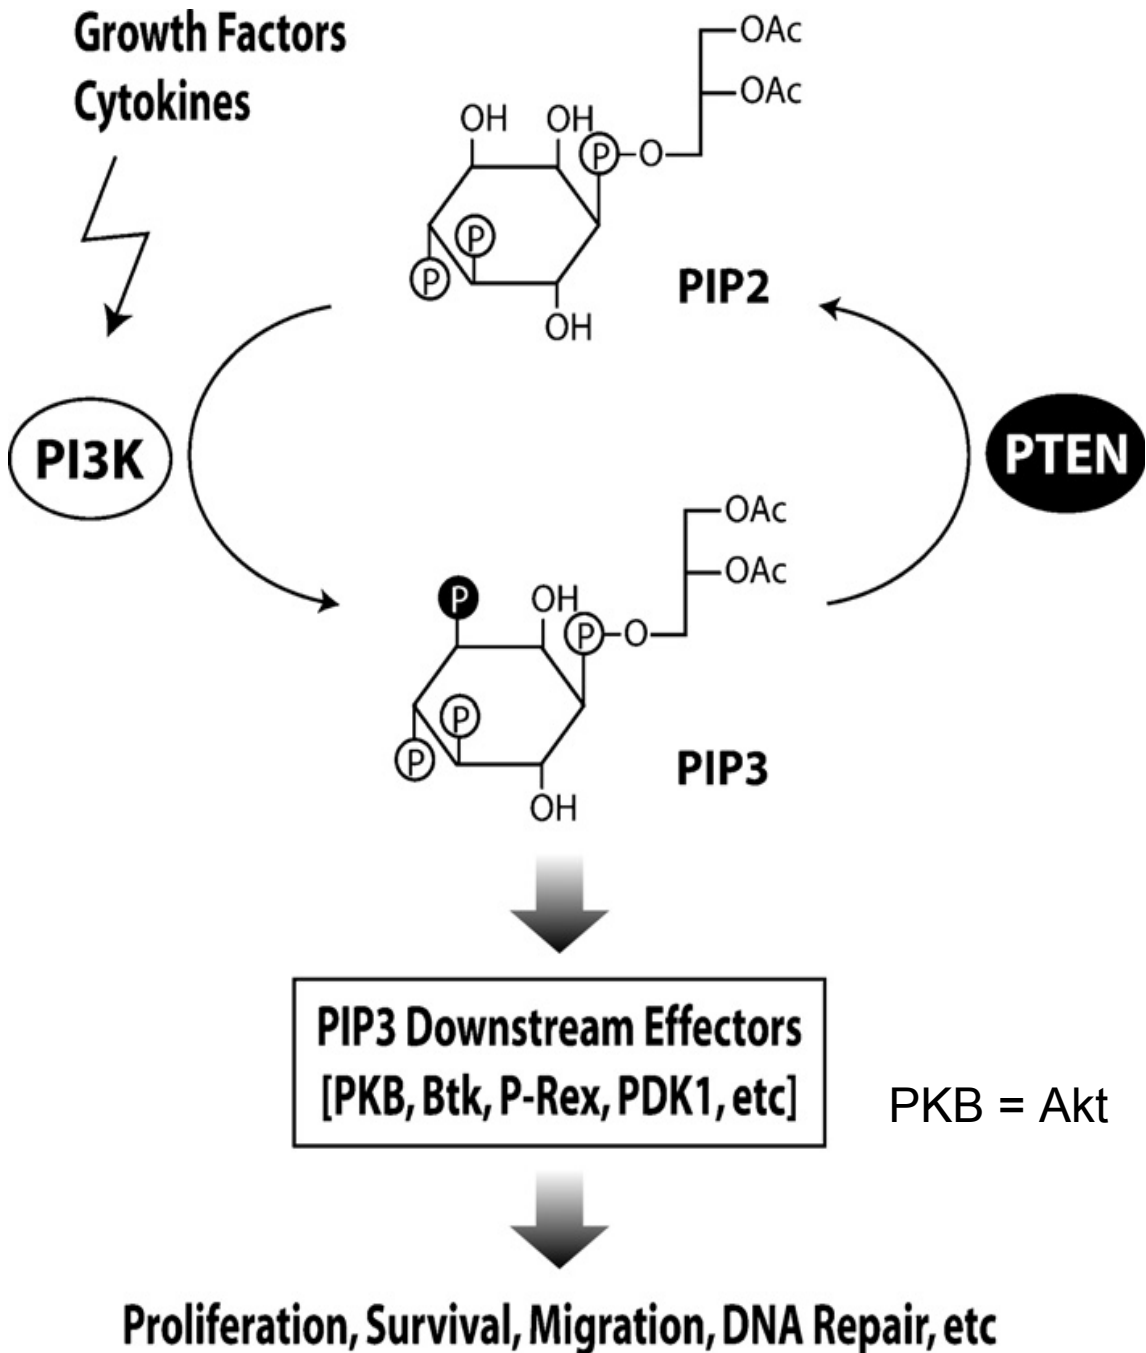 Growth Factors
Cytokines
OAc
OAc
OH
OH
P
O
P
P
OH
PIP2
PI3K
PTEN
OAc
OAc
P
OH
P
O
P
P
OH
PIP3
PIP3 Downstream Effectors
[PKB, Btk, P-Rex, PDK1, etc]
PKB = Akt
Proliferation, Survival, Migration, DNA Repair, etc